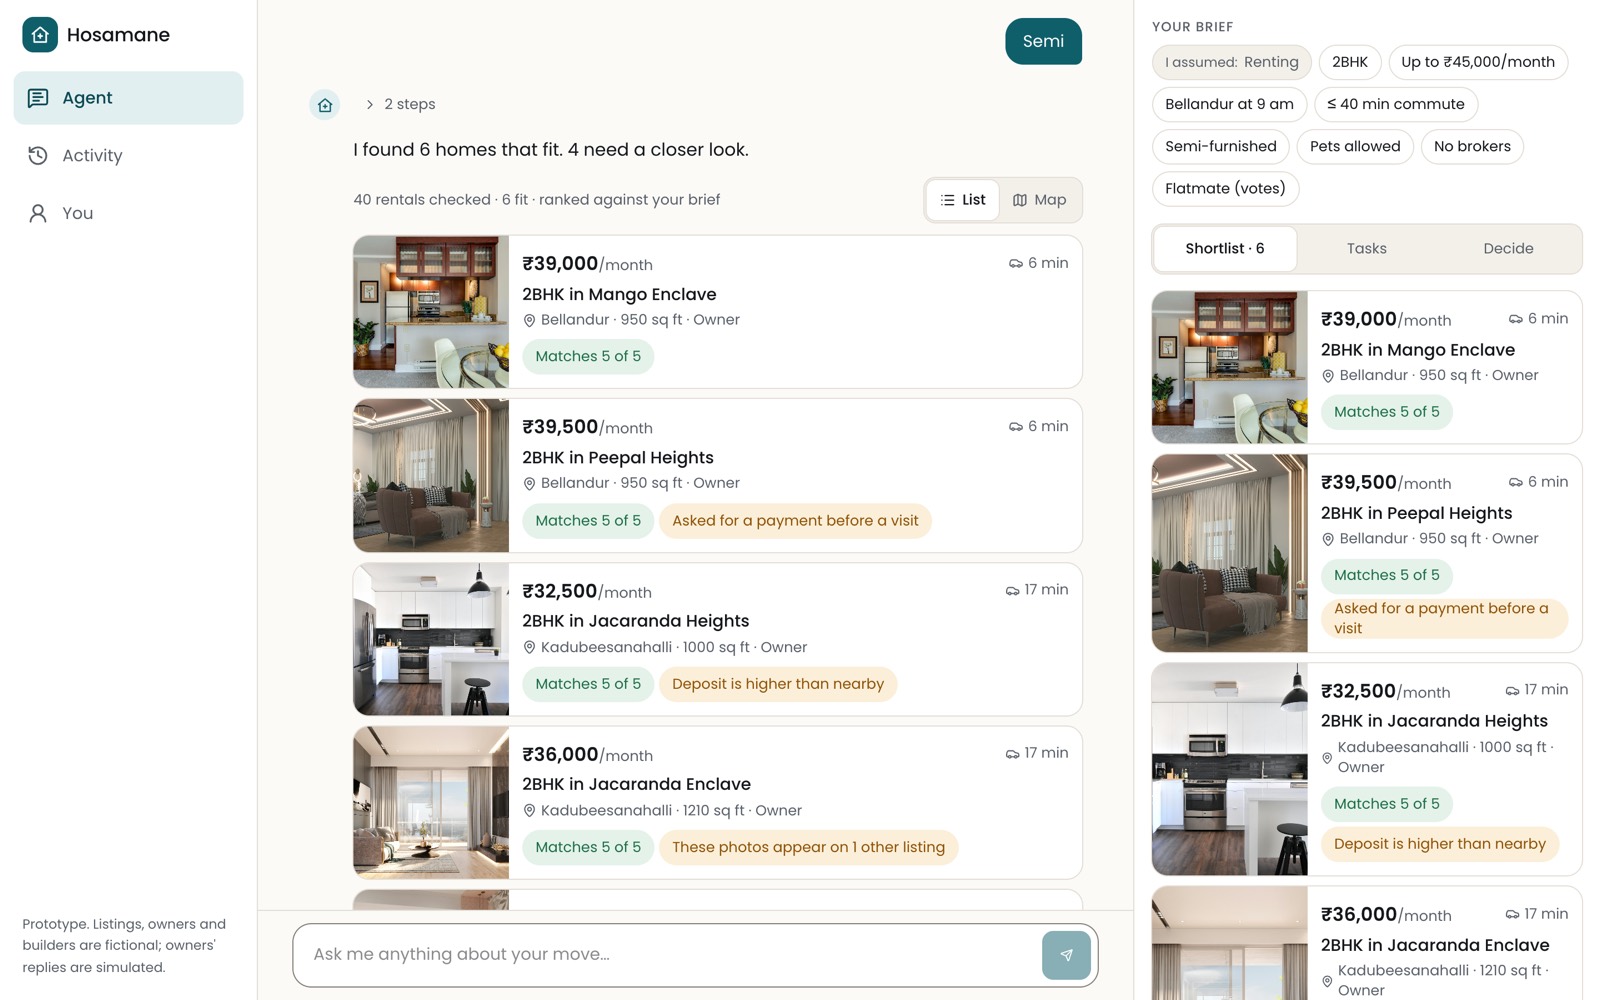 Hosamane
Agent
Activity
You
Prototype. Listings, owners and
builders are fictional; owners'
replies are simulated.
Semi
2 steps
I found 6 homes that fit. 4 need a closer look.
40 rentals checked · 6 fit · ranked against your brief
List
Map
₹39,000/month
6 min
2BHK in Mango Enclave
Bellandur · 950 sq ft · Owner
Matches 5 of 5
₹39,500/month
6 min
2BHK in Peepal Heights
Bellandur · 950 sq ft · Owner
Matches 5 of 5
Asked for a payment before a visit
₹32,500/month
17 min
2BHK in Jacaranda Heights
Kadubeesanahalli · 1000 sq ft · Owner
Matches 5 of 5
Deposit is higher than nearby
₹36,000/month
17 min
2BHK in Jacaranda Enclave
Kadubeesanahalli · 1210 sq ft · Owner
Matches 5 of 5
These photos appear on 1 other listing
Ask me anything about your move...
YOUR BRIEF
I assumed: Renting
2BHK
Up to ₹45,000/month
Bellandur at 9 am
≤ 40 min commute
Semi-furnished
Pets allowed
No brokers
Flatmate (votes)
Shortlist · 6
Tasks
Decide
₹39,000/month
6 min
2BHK in Mango Enclave
Bellandur · 950 sq ft · Owner
Matches 5 of 5
₹39,500/month
6 min
2BHK in Peepal Heights
Bellandur · 950 sq ft · Owner
Matches 5 of 5
Asked for a payment before a
visit
₹32,500/month
17 min
2BHK in Jacaranda Heights
Kadubeesanahalli · 1000 sq ft ·
Owner
Matches 5 of 5
Deposit is higher than nearby
₹36,000/month
17 min
2BHK in Jacaranda Enclave
Kadubeesanahalli · 1210 sq ft ·
Owner